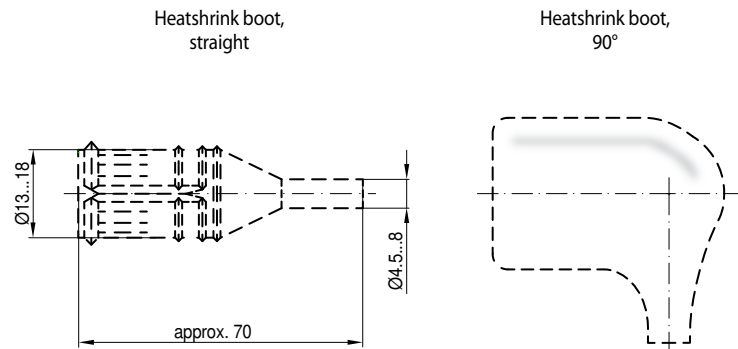 Heatshrink boot,
straight
Heatshrink boot,
90°
Ø13...18
Ø4.5...8
approx. 70